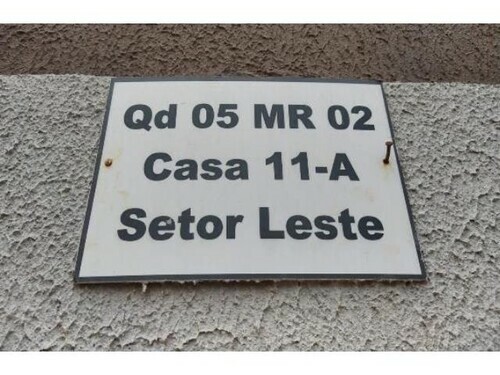 Qd 05 MR 02
Casa 11-A
Setor Leste